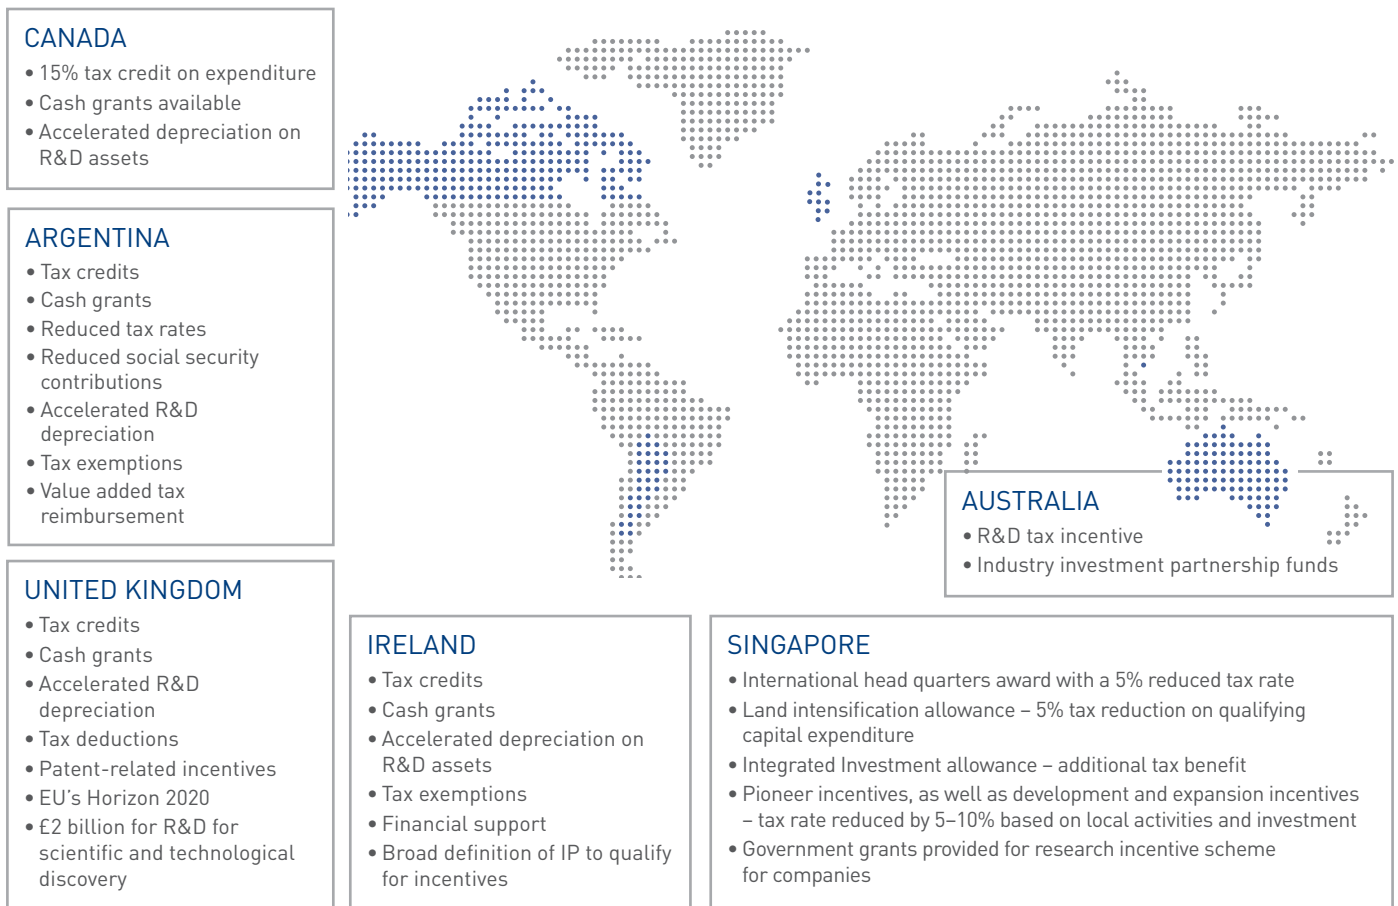 CANADA
• 15% tax credit on expenditure
• Cash grants available
• Accelerated depreciation on
R&D assets
ARGENTINA
• Tax credits
• Cash grants
• Reduced tax rates
• Reduced social security
contributions
• Accelerated R&D
depreciation
• Tax exemptions
• Value added tax
reimbursement
UNITED KINGDOM
• Tax credits
• Cash grants
• Accelerated R&D
depreciation
• Tax deductions
• Patent-related incentives
• EU’s Horizon 2020
• £2 billion for R&D for
scientific and technological
discovery
IRELAND
• Tax credits
• Cash grants
• Accelerated depreciation on
R&D assets
• Tax exemptions
• Financial support
• Broad definition of IP to qualify
for incentives
AUSTRALIA
• R&D tax incentive
• Industry investment partnership funds
SINGAPORE
• International head quarters award with a 5% reduced tax rate
• Land intensification allowance – 5% tax reduction on qualifying
capital expenditure
• Integrated Investment allowance – additional tax benefit
• Pioneer incentives, as well as development and expansion incentives
– tax rate reduced by 5–10% based on local activities and investment
• Government grants provided for research incentive scheme
for companies